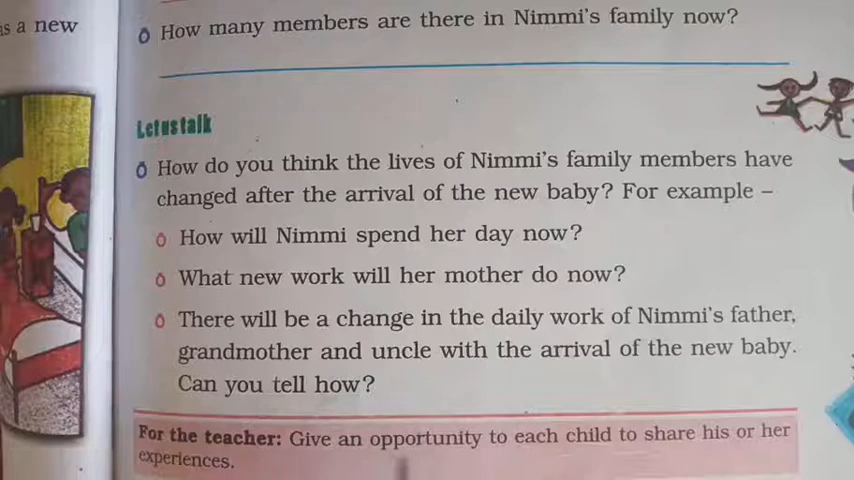 as a new
How many members are there in Nimmi's family now?
Let us talk
How do you think the lives of Nimmi's family members have
changed after the arrival of the new baby? For example –
How will Nimmi spend her day now?
What new work will her mother do now?
There will be a change in the daily work of Nimmi's father,
grandmother and uncle with the arrival of the new baby.
Can you tell how?
For the teacher: Give an opportunity to each child to share his or her
experiences.